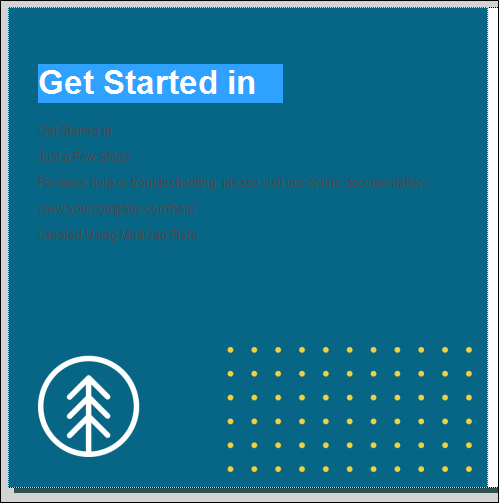 Get Started in
Get Started in
Just a Few Steps
For more help or troubleshooting, please visit our online documentation:
www.yourcompany.com/help
Created Using MadCap Flare